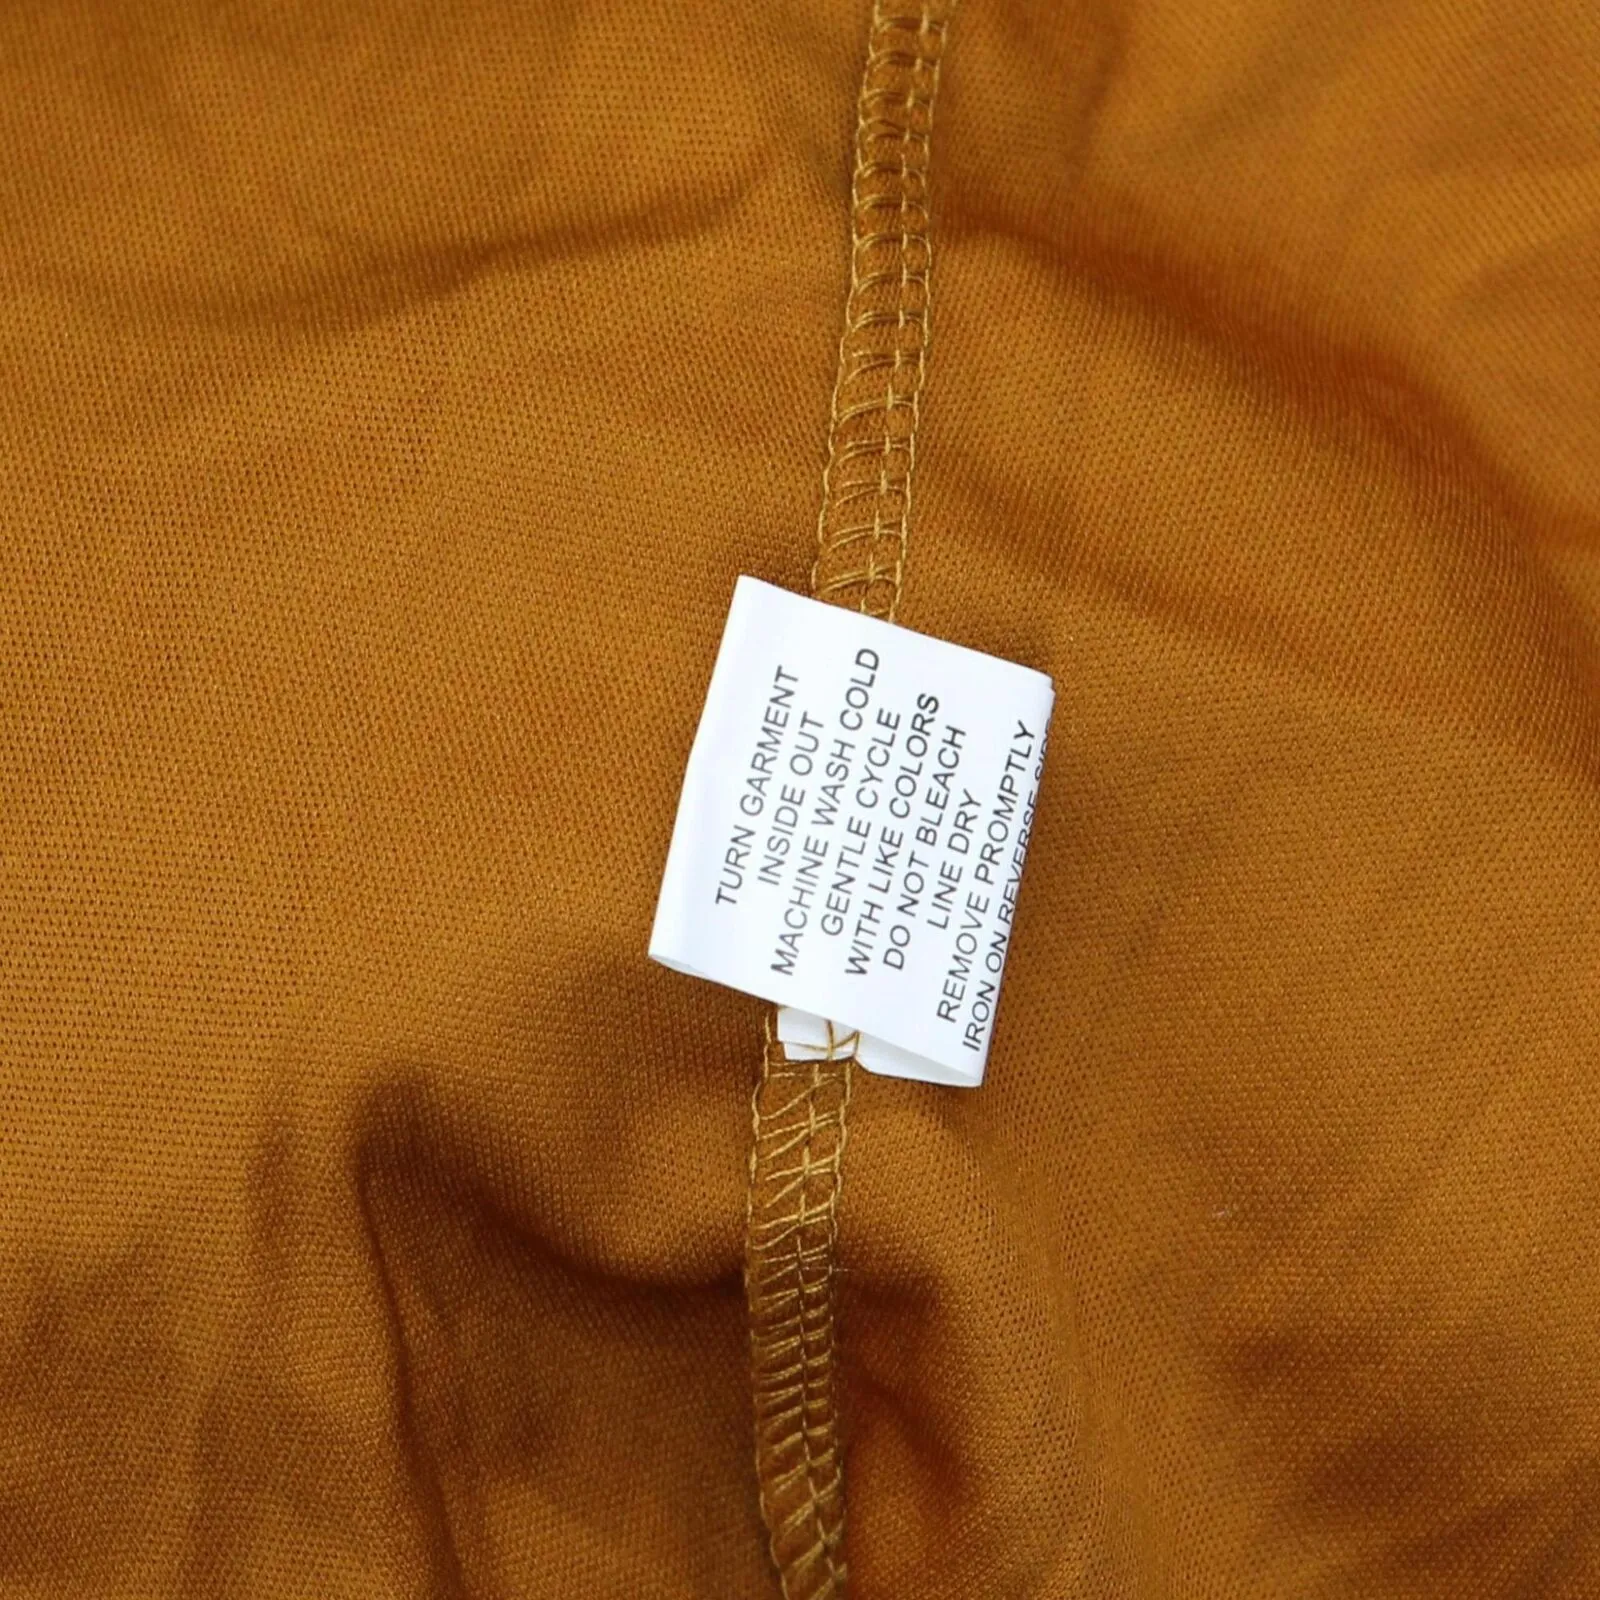 TURN GARMENT
INSIDE OUT
MACHINE WASH COLD
GENTLE CYCLE
WITH LIKE COLORS
DO NOT BLEACH
LINE DRY
REMOVE PROMPTLY
IRON ON REVERSE